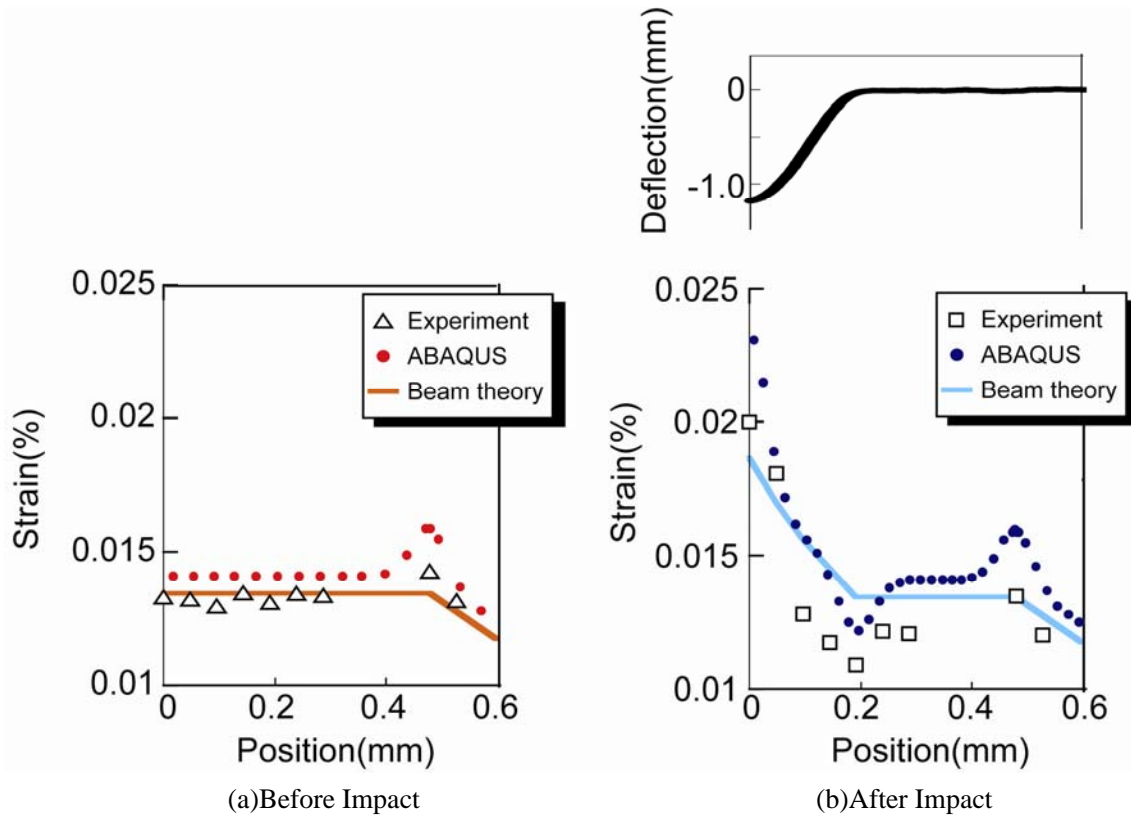 Deflection(mm)
0
-1.0
0.025
0.02
0.015
0.01
Strain(%)
Experiment
ABAQUS
Beam theory
0 0.2 0.4 0.6
Position(mm)
(a)Before Impact
0.025
0.02
0.015
0.01
Strain(%)
Experiment
ABAQUS
Beam theory
0 0.2 0.4 0.6
Position(mm)
(b)After Impact